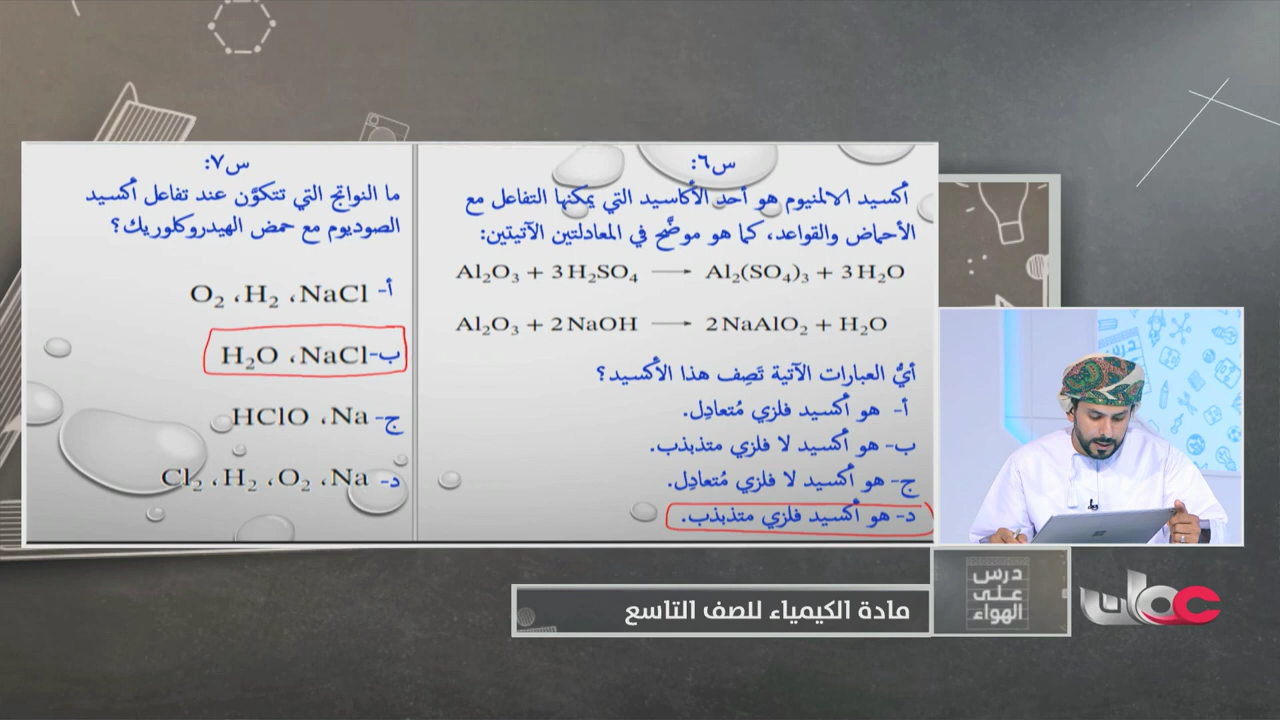 س٦:
أكسيد الالمنيوم هو أحد الأكاسيد التي يمكنها التفاعل مع
الأحماض والقواعد، كما هو موضَّح في المعادلتين الآتيتين:
Al₂O₃ + 3H₂SO₄ ⟶ Al₂(SO₄)₃ + 3H₂O
Al₂O₃ + 2NaOH ⟶ 2NaAlO₂ + H₂O
أيُّ العبارات الآتية تَصِف هذا الأكسيد؟
أ- هو أكسيد فلزي مُتعادِل.
ب- هو أكسيد لا فلزي متذبذب.
ج- هو أكسيد لا فلزي مُتعادِل.
د- هو أكسيد فلزي متذبذب.
س٧:
ما النواتج التي تتكوَّن عند تفاعل أكسيد
الصوديوم مع حمض الهيدروكلوريك؟
أ- NaCl، H₂، O₂
ب- NaCl، H₂O
ج- Na، HClO
د- Na، O₂، H₂، Cl₂
مادة الكيمياء للصف التاسع
درس
على
الهواء
عمان